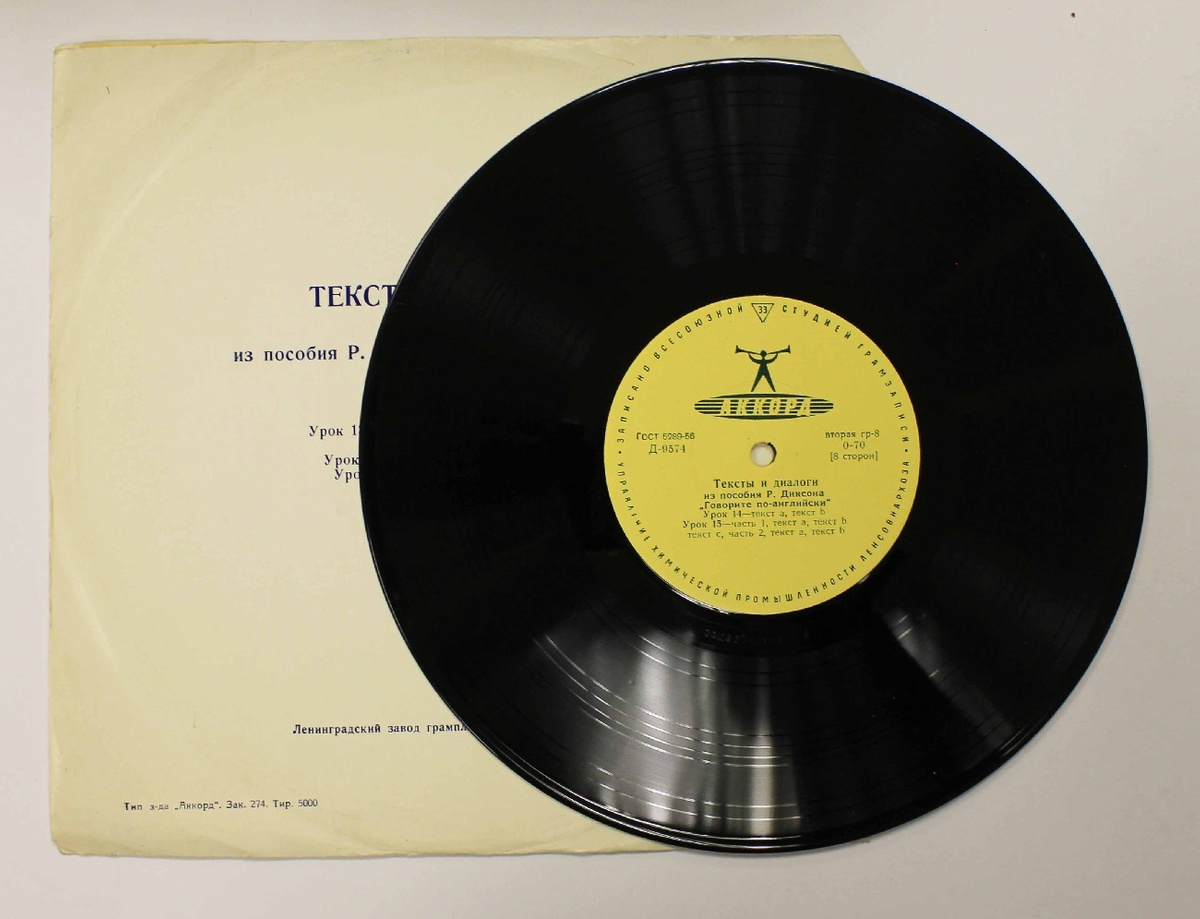 ТЕКСТ
из пособия Р.
Урок 13
Урок
Уро
Ленинградский завод грампл
Тип з-да „Аккорд". Зак. 274. Тир. 5000
ЗАПИСАНО ВСЕСОЮЗНОЙ 33 СТУДИЕЙ ГРАМЗАПИСИ
АККОРД
ГОСТ 5289-56
Д-9574
вторая гр-8
0-70
[8 сторон]
Тексты и диалоги
из пособия Р. Диксона
„Говорите по-английски"
Урок 14—текст a, текст b
Урок 15—часть 1, текст a, текст b
текст c, часть 2, текст a, текст b
УПРАВЛЕНИЕ ХИМИЧЕСКОЙ ПРОМЫШЛЕННОСТИ ЛЕНСОВНАРХОЗА